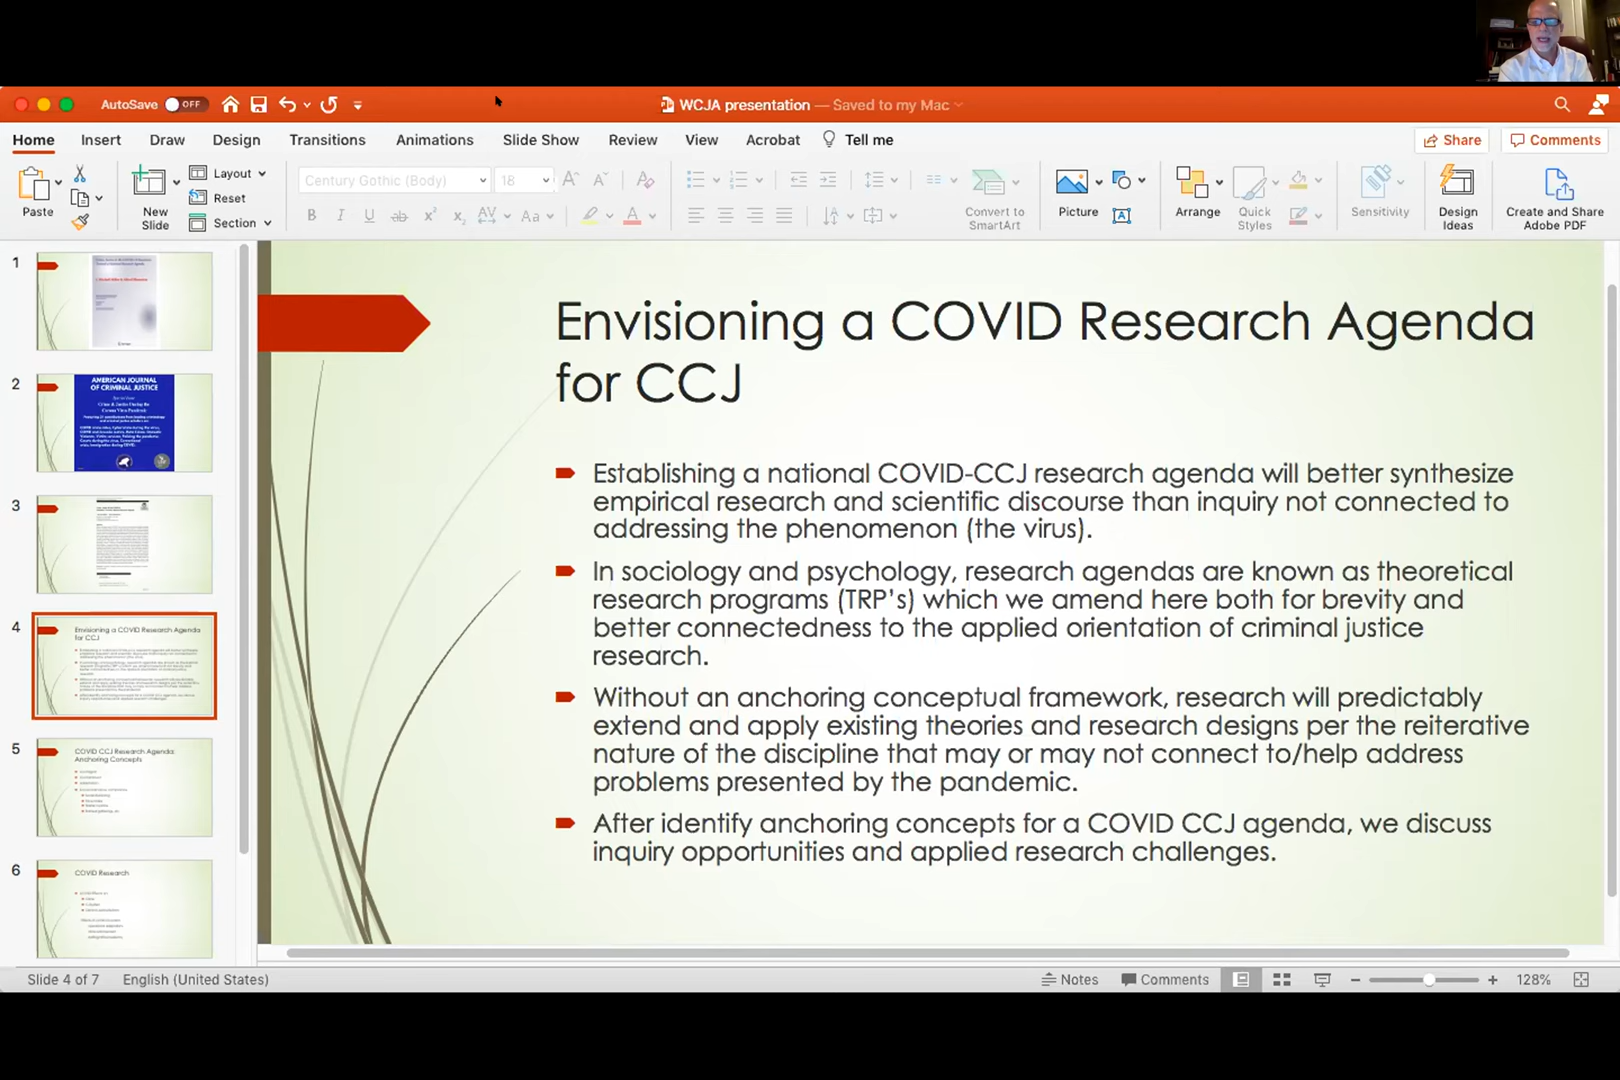 AutoSave OFF
WCJA presentation — Saved to my Mac
Home Insert Draw Design Transitions Animations Slide Show Review View Acrobat Tell me
Share Comments
Paste
New
Slide
Layout
Reset
Section
Century Gothic (Body) 18
Convert to
SmartArt
Picture
Arrange
Quick
Styles
Sensitivity
Design
Ideas
Create and Share
Adobe PDF
1
2
AMERICAN JOURNAL
OF CRIMINAL JUSTICE
3
4
Envisioning a COVID Research Agenda
for CCJ
5
COVID CCJ Research Agenda:
Anchoring Concepts
6
COVID Research
Envisioning a COVID Research Agenda
for CCJ
Establishing a national COVID-CCJ research agenda will better synthesize
empirical research and scientific discourse than inquiry not connected to
addressing the phenomenon (the virus).
In sociology and psychology, research agendas are known as theoretical
research programs (TRP's) which we amend here both for brevity and
better connectedness to the applied orientation of criminal justice
research.
Without an anchoring conceptual framework, research will predictably
extend and apply existing theories and research designs per the reiterative
nature of the discipline that may or may not connect to/help address
problems presented by the pandemic.
After identify anchoring concepts for a COVID CCJ agenda, we discuss
inquiry opportunities and applied research challenges.
Slide 4 of 7 English (United States)
Notes Comments 128%